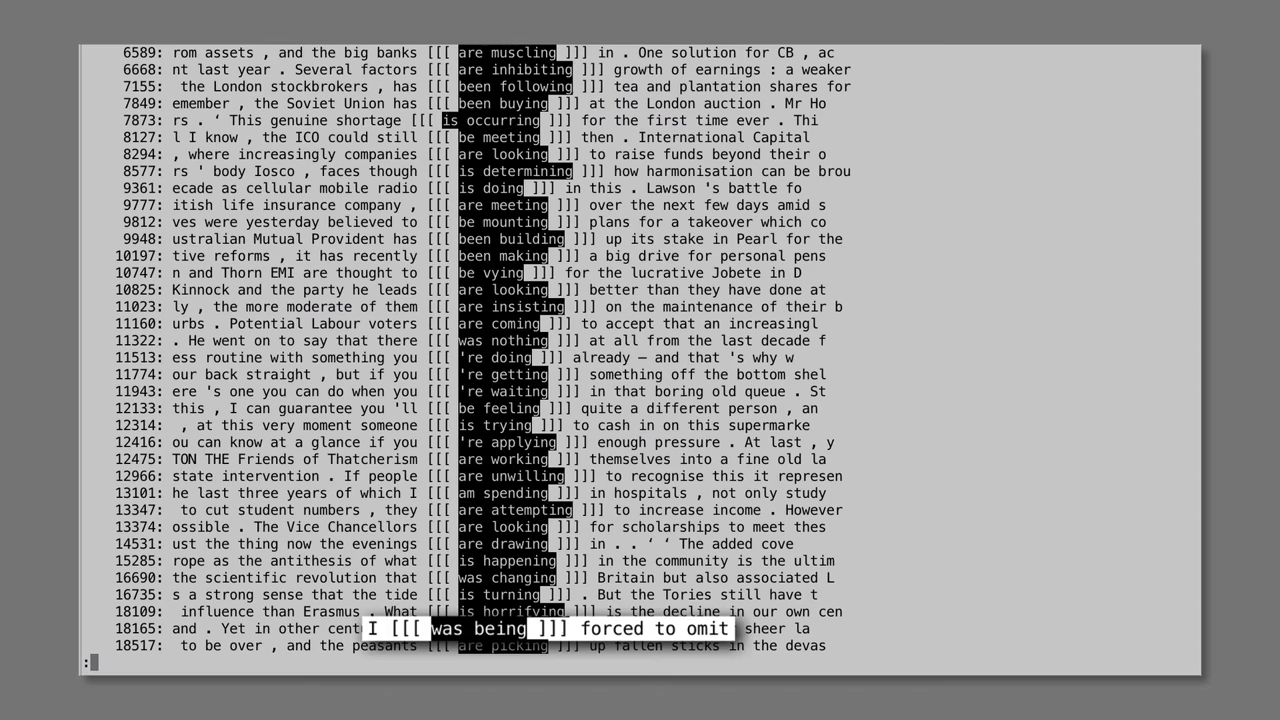 6589: rom assets , and the big banks [[[ are muscling ]]] in . One solution for CB , ac
6668: nt last year . Several factors [[[ are inhibiting ]]] growth of earnings : a weaker
7155: the London stockbrokers , has [[[ been following ]]] tea and plantation shares for
7849: emember , the Soviet Union has [[[ been buying ]]] at the London auction . Mr Ho
7873: rs . ‘ This genuine shortage [[[ is occurring ]]] for the first time ever . Thi
8127: l I know , the ICO could still [[[ be meeting ]]] then . International Capital
8294: , where increasingly companies [[[ are looking ]]] to raise funds beyond their o
8577: rs ' body Iosco , faces though [[[ is determining ]]] how harmonisation can be brou
9361: ecade as cellular mobile radio [[[ is doing ]]] in this . Lawson 's battle fo
9777: itish life insurance company , [[[ are meeting ]]] over the next few days amid s
9812: ves were yesterday believed to [[[ be mounting ]]] plans for a takeover which co
9948: ustralian Mutual Provident has [[[ been building ]]] up its stake in Pearl for the
10197: tive reforms , it has recently [[[ been making ]]] a big drive for personal pens
10747: n and Thorn EMI are thought to [[[ be vying ]]] for the lucrative Jobete in D
10825: Kinnock and the party he leads [[[ are looking ]]] better than they have done at
11023: ly , the more moderate of them [[[ are insisting ]]] on the maintenance of their b
11160: urbs . Potential Labour voters [[[ are coming ]]] to accept that an increasingl
11322: . He went on to say that there [[[ was nothing ]]] at all from the last decade f
11513: ess routine with something you [[[ 're doing ]]] already — and that 's why w
11774: our back straight , but if you [[[ 're getting ]]] something off the bottom shel
11943: ere 's one you can do when you [[[ 're waiting ]]] in that boring old queue . St
12133: this , I can guarantee you 'll [[[ be feeling ]]] quite a different person , an
12314: , at this very moment someone [[[ is trying ]]] to cash in on this supermarke
12416: ou can know at a glance if you [[[ 're applying ]]] enough pressure . At last , y
12475: TON THE Friends of Thatcherism [[[ are working ]]] themselves into a fine old la
12966: state intervention . If people [[[ are unwilling ]]] to recognise this it represen
13101: he last three years of which I [[[ am spending ]]] in hospitals , not only study
13347: to cut student numbers , they [[[ are attempting ]]] to increase income . However
13374: ossible . The Vice Chancellors [[[ are looking ]]] for scholarships to meet thes
14531: ust the thing now the evenings [[[ are drawing ]]] in . . ‘ ‘ The added cove
15285: rope as the antithesis of what [[[ is happening ]]] in the community is the ultim
16690: the scientific revolution that [[[ was changing ]]] Britain but also associated L
16735: s a strong sense that the tide [[[ is turning ]]] . But the Tories still have t
18109: influence than Erasmus . What [[[ is horrifying ]]] is the decline in our own cen
18165: and . Yet in other cent I [[[ was being ]]] forced to omit sheer la
18517: to be over , and the peasants [[[ are picking ]]] up fallen sticks in the devas
: